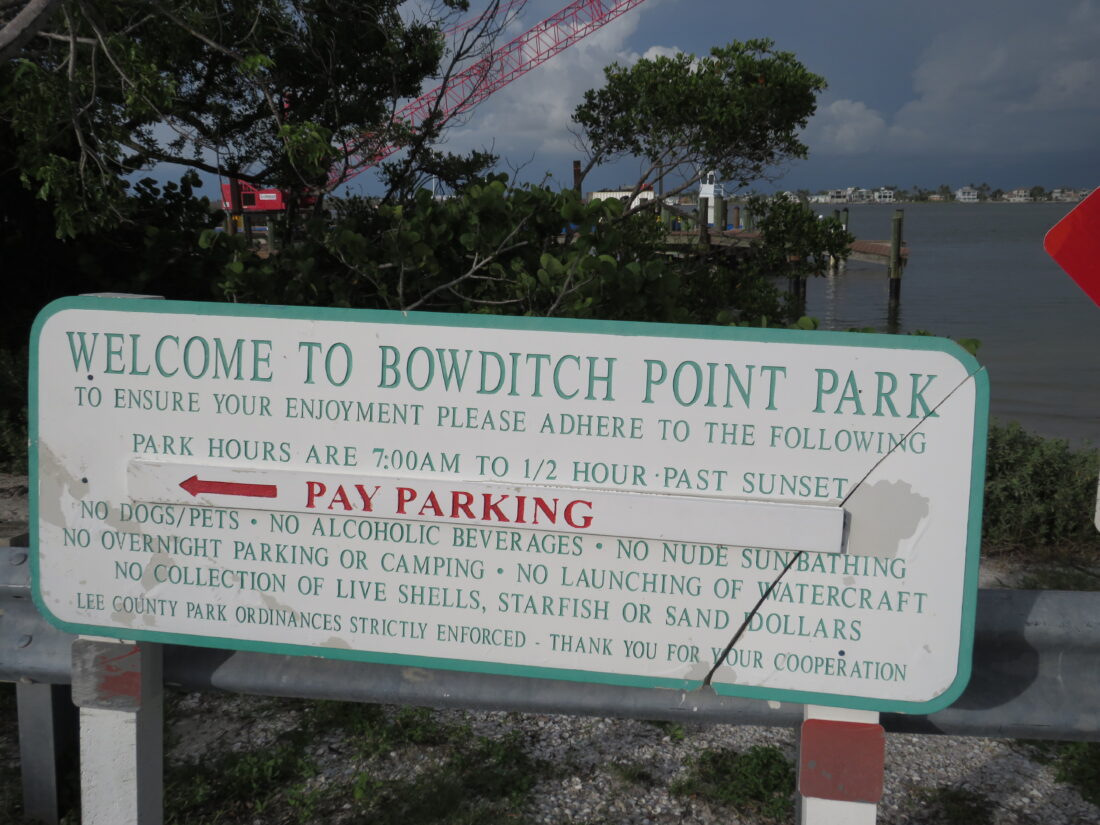 WELCOME TO BOWDITCH POINT PARK
TO ENSURE YOUR ENJOYMENT PLEASE ADHERE TO THE FOLLOWING
PARK HOURS ARE 7:00AM TO 1/2 HOUR·PAST SUNSET
PAY PARKING
NO DOGS/PETS • NO ALCOHOLIC BEVERAGES • NO NUDE SUNBATHING
NO OVERNIGHT PARKING OR CAMPING • NO LAUNCHING OF WATERCRAFT
NO COLLECTION OF LIVE SHELLS, STARFISH OR SAND DOLLARS
LEE COUNTY PARK ORDINANCES STRICTLY ENFORCED - THANK YOU FOR YOUR COOPERATION